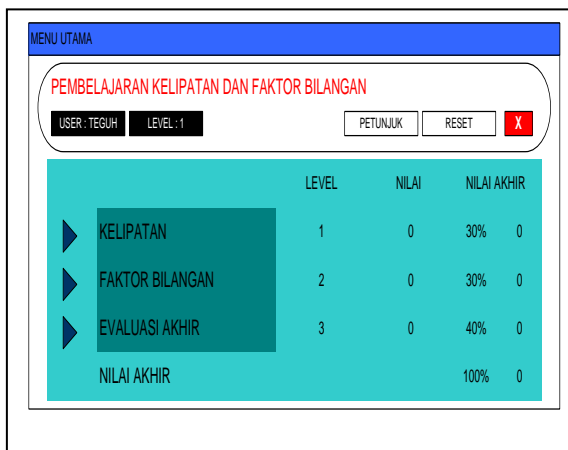 MENU UTAMA
PEMBELAJARAN KELIPATAN DAN FAKTOR BILANGAN
USER : TEGUH LEVEL : 1 PETUNJUK RESET X
LEVEL NILAI NILAI AKHIR
KELIPATAN 1 0 30% 0
FAKTOR BILANGAN 2 0 30% 0
EVALUASI AKHIR 3 0 40% 0
NILAI AKHIR 100% 0